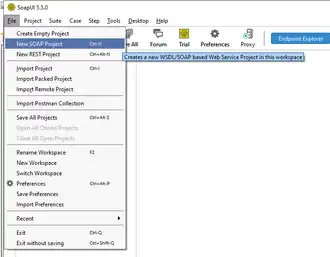 SoapUI 5.5.0
File Project Suite Case Step Tools Desktop Help
Create Empty Project
New SOAP Project Ctrl-N
New REST Project Ctrl+Alt-N
Import Project Ctrl-I
Import Packed Project
Import Remote Project
Import Postman Collection
Save All Projects Ctrl+Alt-S
Open All Closed Projects
Close All Open Projects
Rename Workspace F2
New Workspace
Switch Workspace
Preferences Ctrl+Alt-P
Save Preferences
Import Preferences
Recent
Exit Ctrl-Q
Exit without saving Ctrl+Shift-Q
All Forum Trial Preferences Proxy
Endpoint Explorer
Creates a new WSDL/SOAP based Web Service Project in this workspace